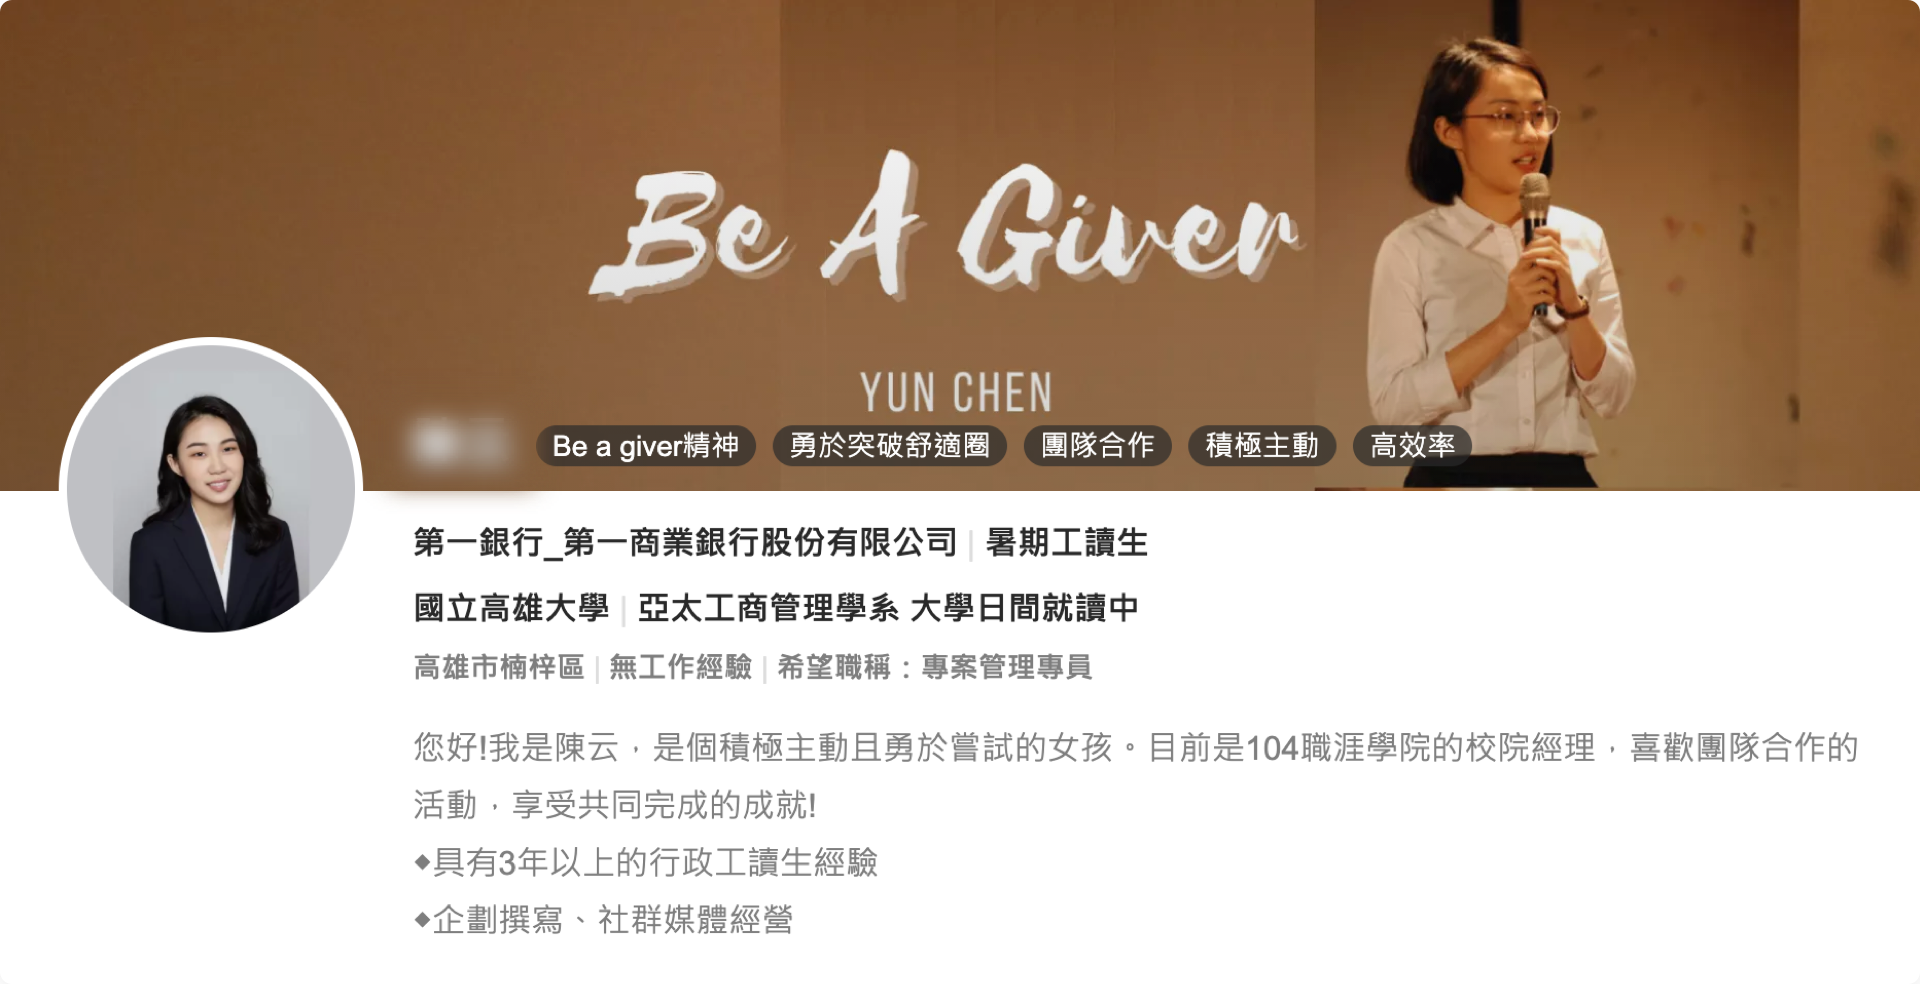 Be A Giver
YUN CHEN
Be a giver精神 勇於突破舒適圈 團隊合作 積極主動 高效率
第一銀行_第一商業銀行股份有限公司 | 暑期工讀生
國立高雄大學 | 亞太工商管理學系 大學日間就讀中
高雄市楠梓區 | 無工作經驗 | 希望職稱：專案管理專員
您好!我是陳云，是個積極主動且勇於嘗試的女孩。目前是104職涯學院的校院經理，喜歡團隊合作的
活動，享受共同完成的成就!
◆具有3年以上的行政工讀生經驗
◆企劃撰寫、社群媒體經營